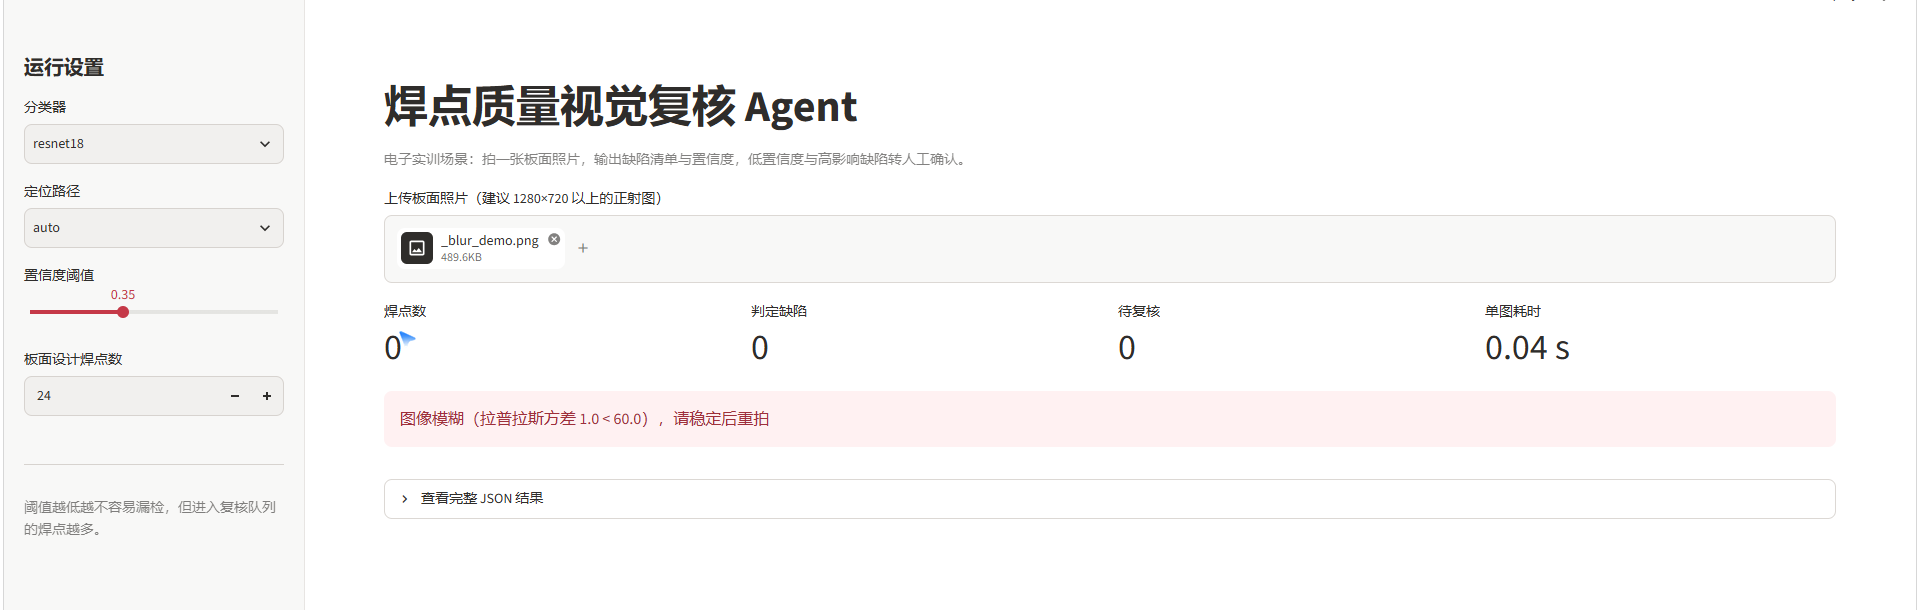 运行设置
分类器
resnet18
定位路径
auto
置信度阈值
0.35
板面设计焊点数
24
阈值越低越不容易漏检，但进入复核队列
的焊点越多。
焊点质量视觉复核 Agent
电子实训场景：拍一张板面照片，输出缺陷清单与置信度，低置信度与高影响缺陷转人工确认。
上传板面照片（建议 1280×720 以上的正射图）
_blur_demo.png
489.6KB
焊点数
0
判定缺陷
0
待复核
0
单图耗时
0.04 s
图像模糊（拉普拉斯方差 1.0 < 60.0），请稳定后重拍
查看完整 JSON 结果